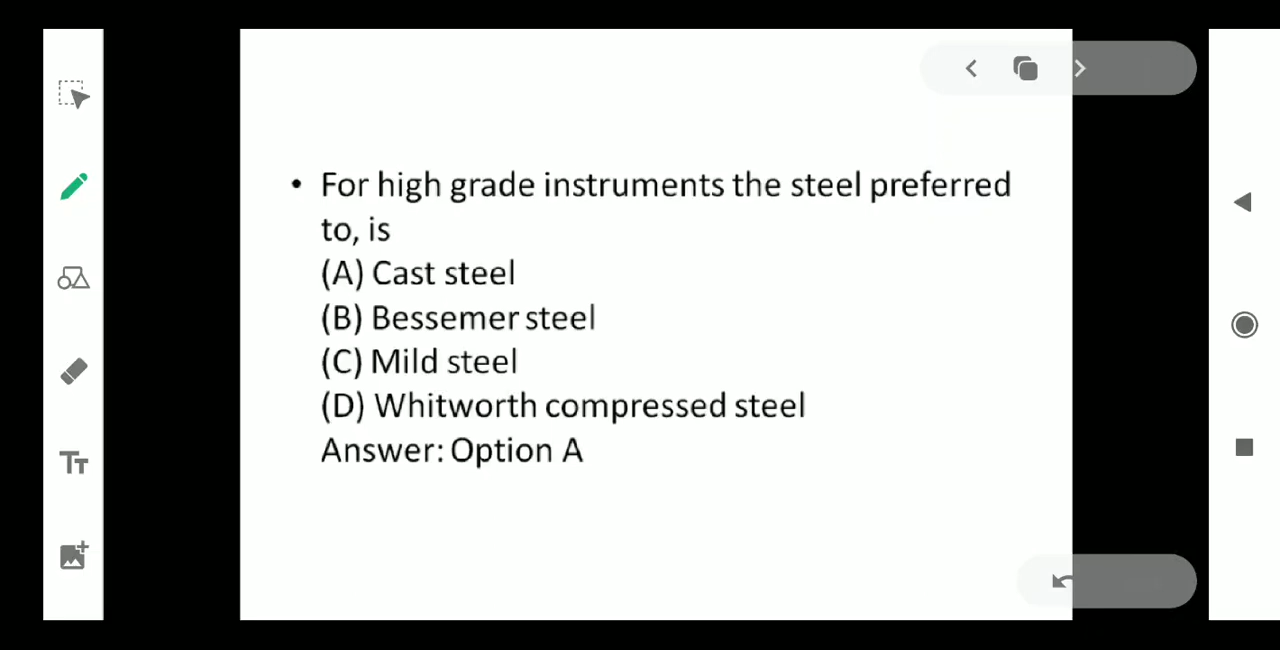 • For high grade instruments the steel preferred
to, is
(A) Cast steel
(B) Bessemer steel
(C) Mild steel
(D) Whitworth compressed steel
Answer: Option A